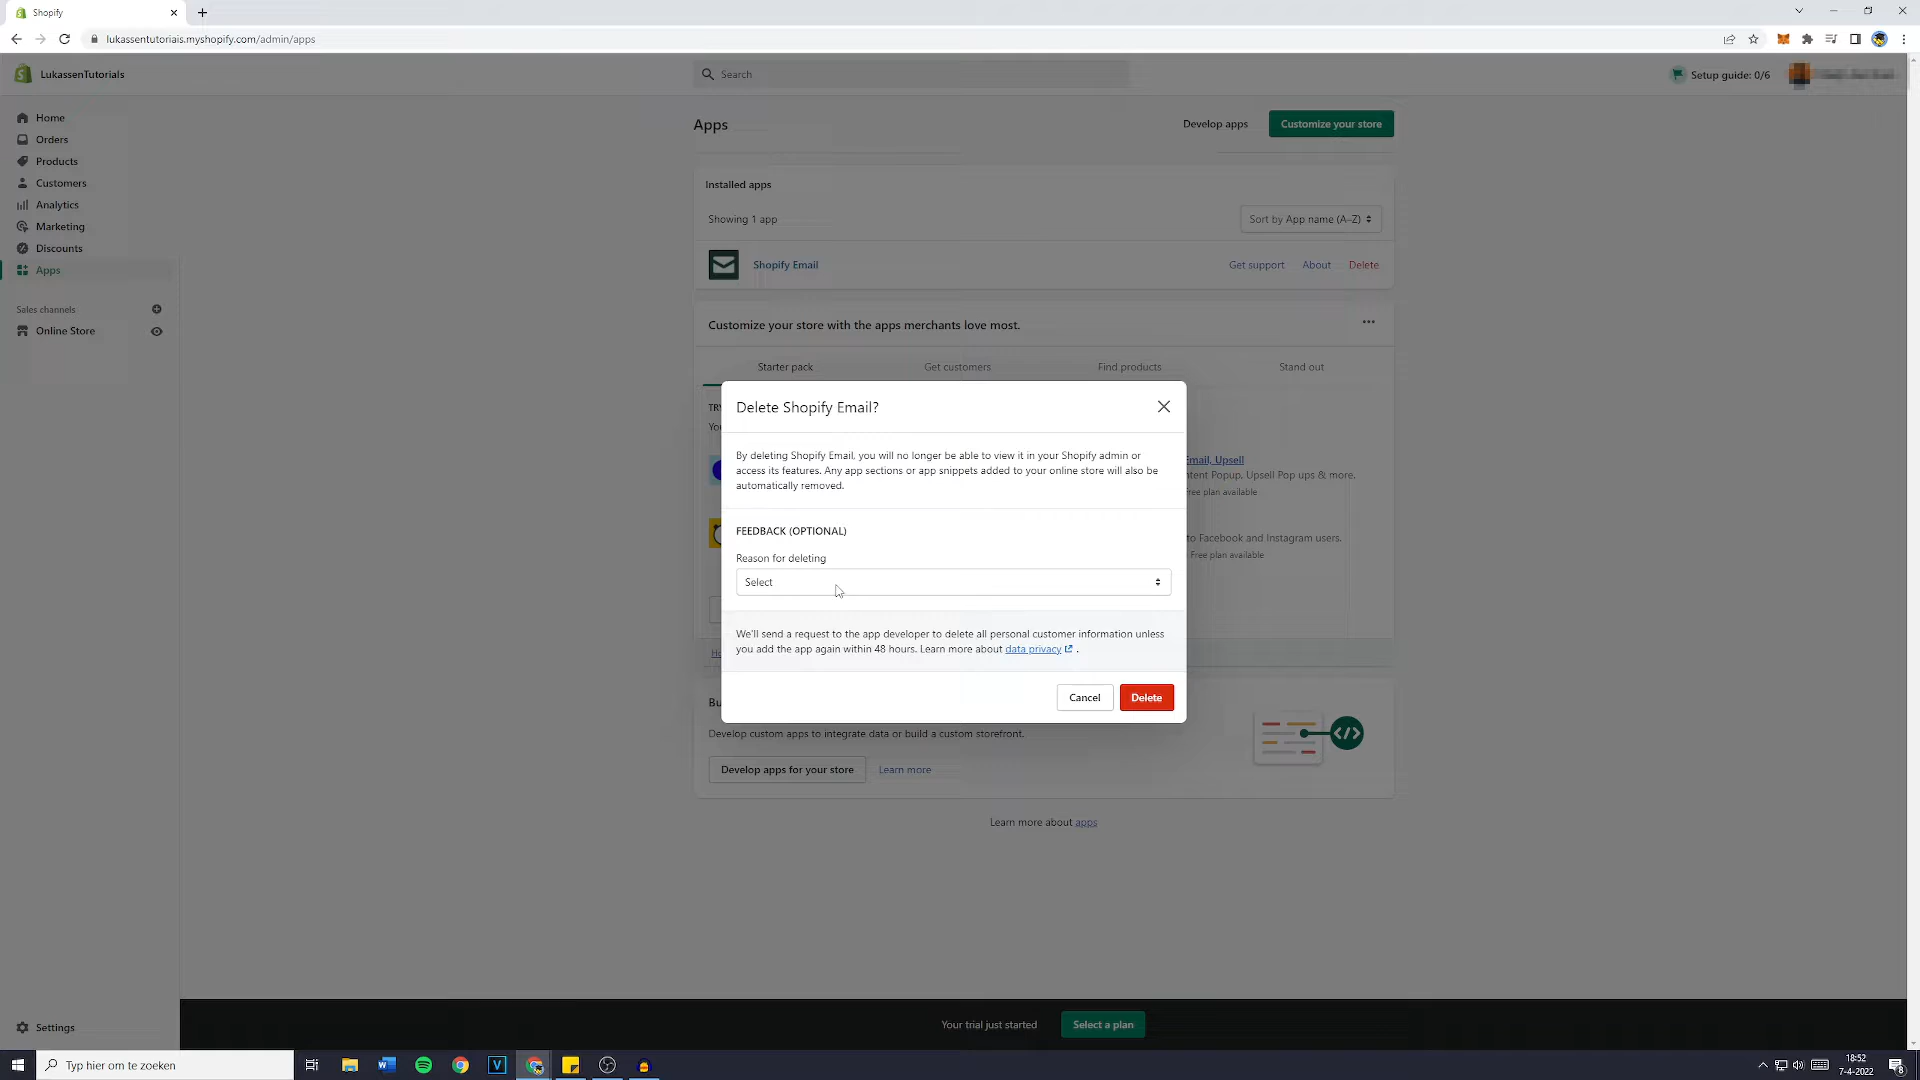 Shopify
lukassentutoriais.myshopify.com/admin/apps
LukassenTutorials
Search
Setup guide: 0/6
Home
Orders
Products
Customers
Analytics
Marketing
Discounts
Apps
Sales channels
Online Store
Settings
Apps
Develop apps
Customize your store
Installed apps
Showing 1 app
Sort by App name (A–Z)
Shopify Email
Get support
About
Delete
Customize your store with the apps merchants love most.
Starter pack
Get customers
Find products
Stand out
Email, Upsell
Upsell Pop ups & more.
Free plan available
to Facebook and Instagram users.
Free plan available
Delete Shopify Email?
By deleting Shopify Email, you will no longer be able to view it in your Shopify admin or
access its features. Any app sections or app snippets added to your online store will also be
automatically removed.
FEEDBACK (OPTIONAL)
Reason for deleting
Select
We'll send a request to the app developer to delete all personal customer information unless
you add the app again within 48 hours. Learn more about data privacy .
Cancel
Delete
Develop custom apps to integrate data or build a custom storefront.
Develop apps for your store
Learn more
Learn more about apps
Your trial just started
Select a plan
Typ hier om te zoeken
18:52
7-4-2022
8